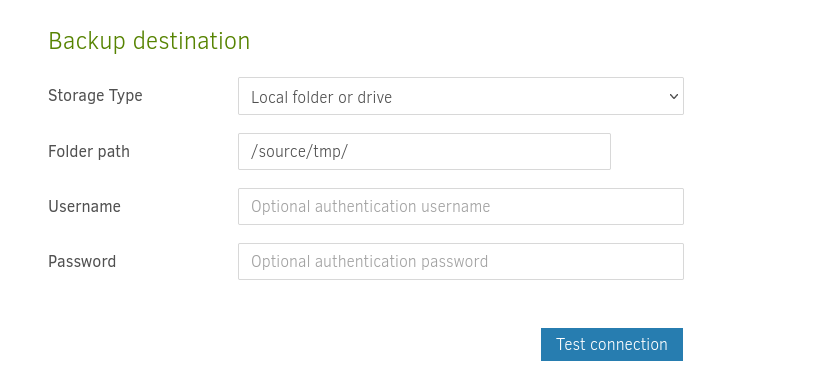 Backup destination
Storage Type Local folder or drive
Folder path /source/tmp/
Username Optional authentication username
Password Optional authentication password
Test connection